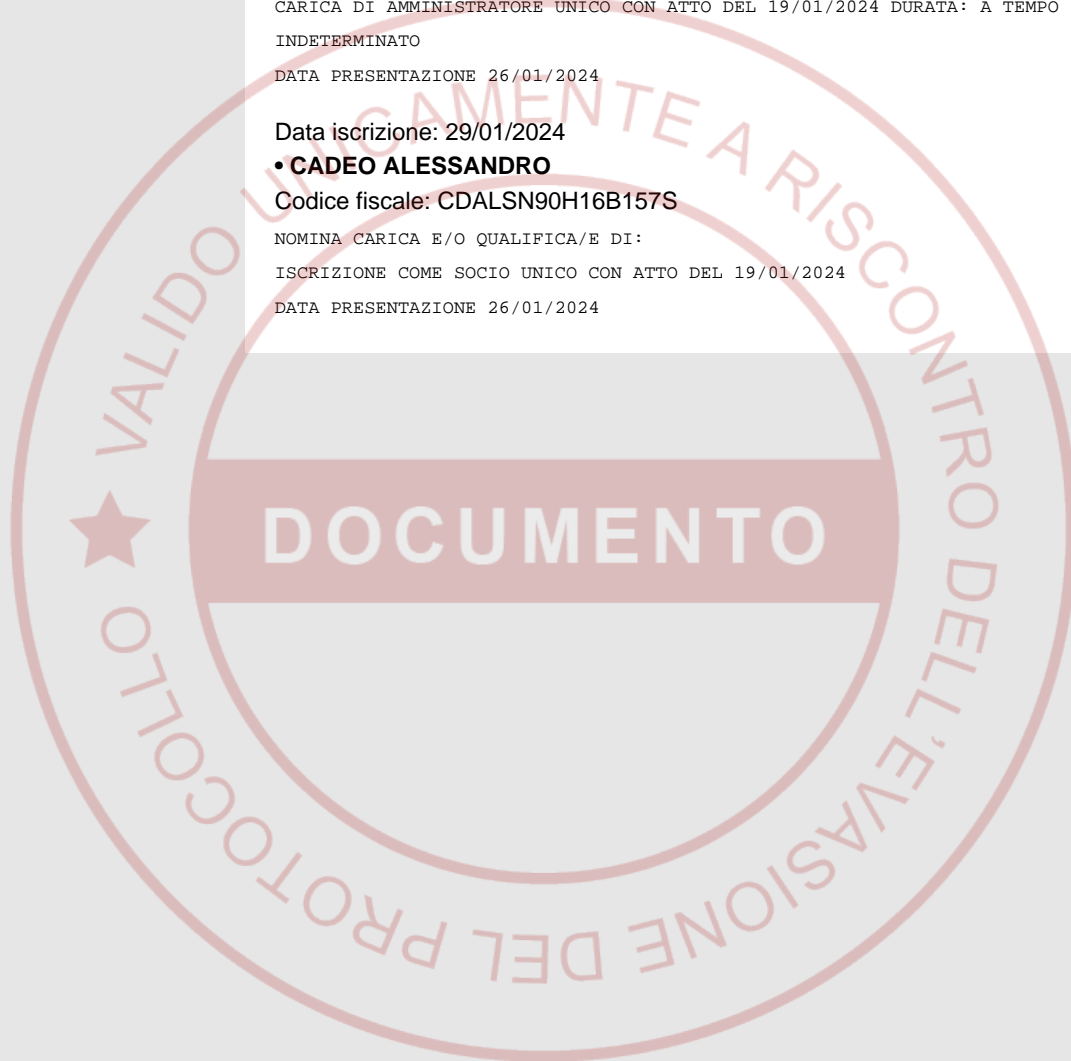 CARICA DI AMMINISTRATORE UNICO CON ATTO DEL 19/01/2024 DURATA: A TEMPO
INDETERMINATO
DATA PRESENTAZIONE 26/01/2024
Data iscrizione: 29/01/2024
• CADEO ALESSANDRO
Codice fiscale: CDALSN90H16B157S
NOMINA CARICA E/O QUALIFICA/E DI:
ISCRIZIONE COME SOCIO UNICO CON ATTO DEL 19/01/2024
DATA PRESENTAZIONE 26/01/2024
VALIDO UNICAMENTE A RISCONTRO DELL'EVASIONE DEL PROTOCOLLO
DOCUMENTO